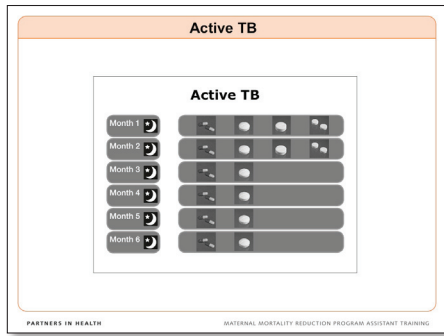 Active TB
Active TB
Month 1
Month 2
Month 3
Month 4
Month 5
Month 6
PARTNERS IN HEALTH
MATERNAL MORTALITY REDUCTION PROGRAM ASSISTANT TRAINING